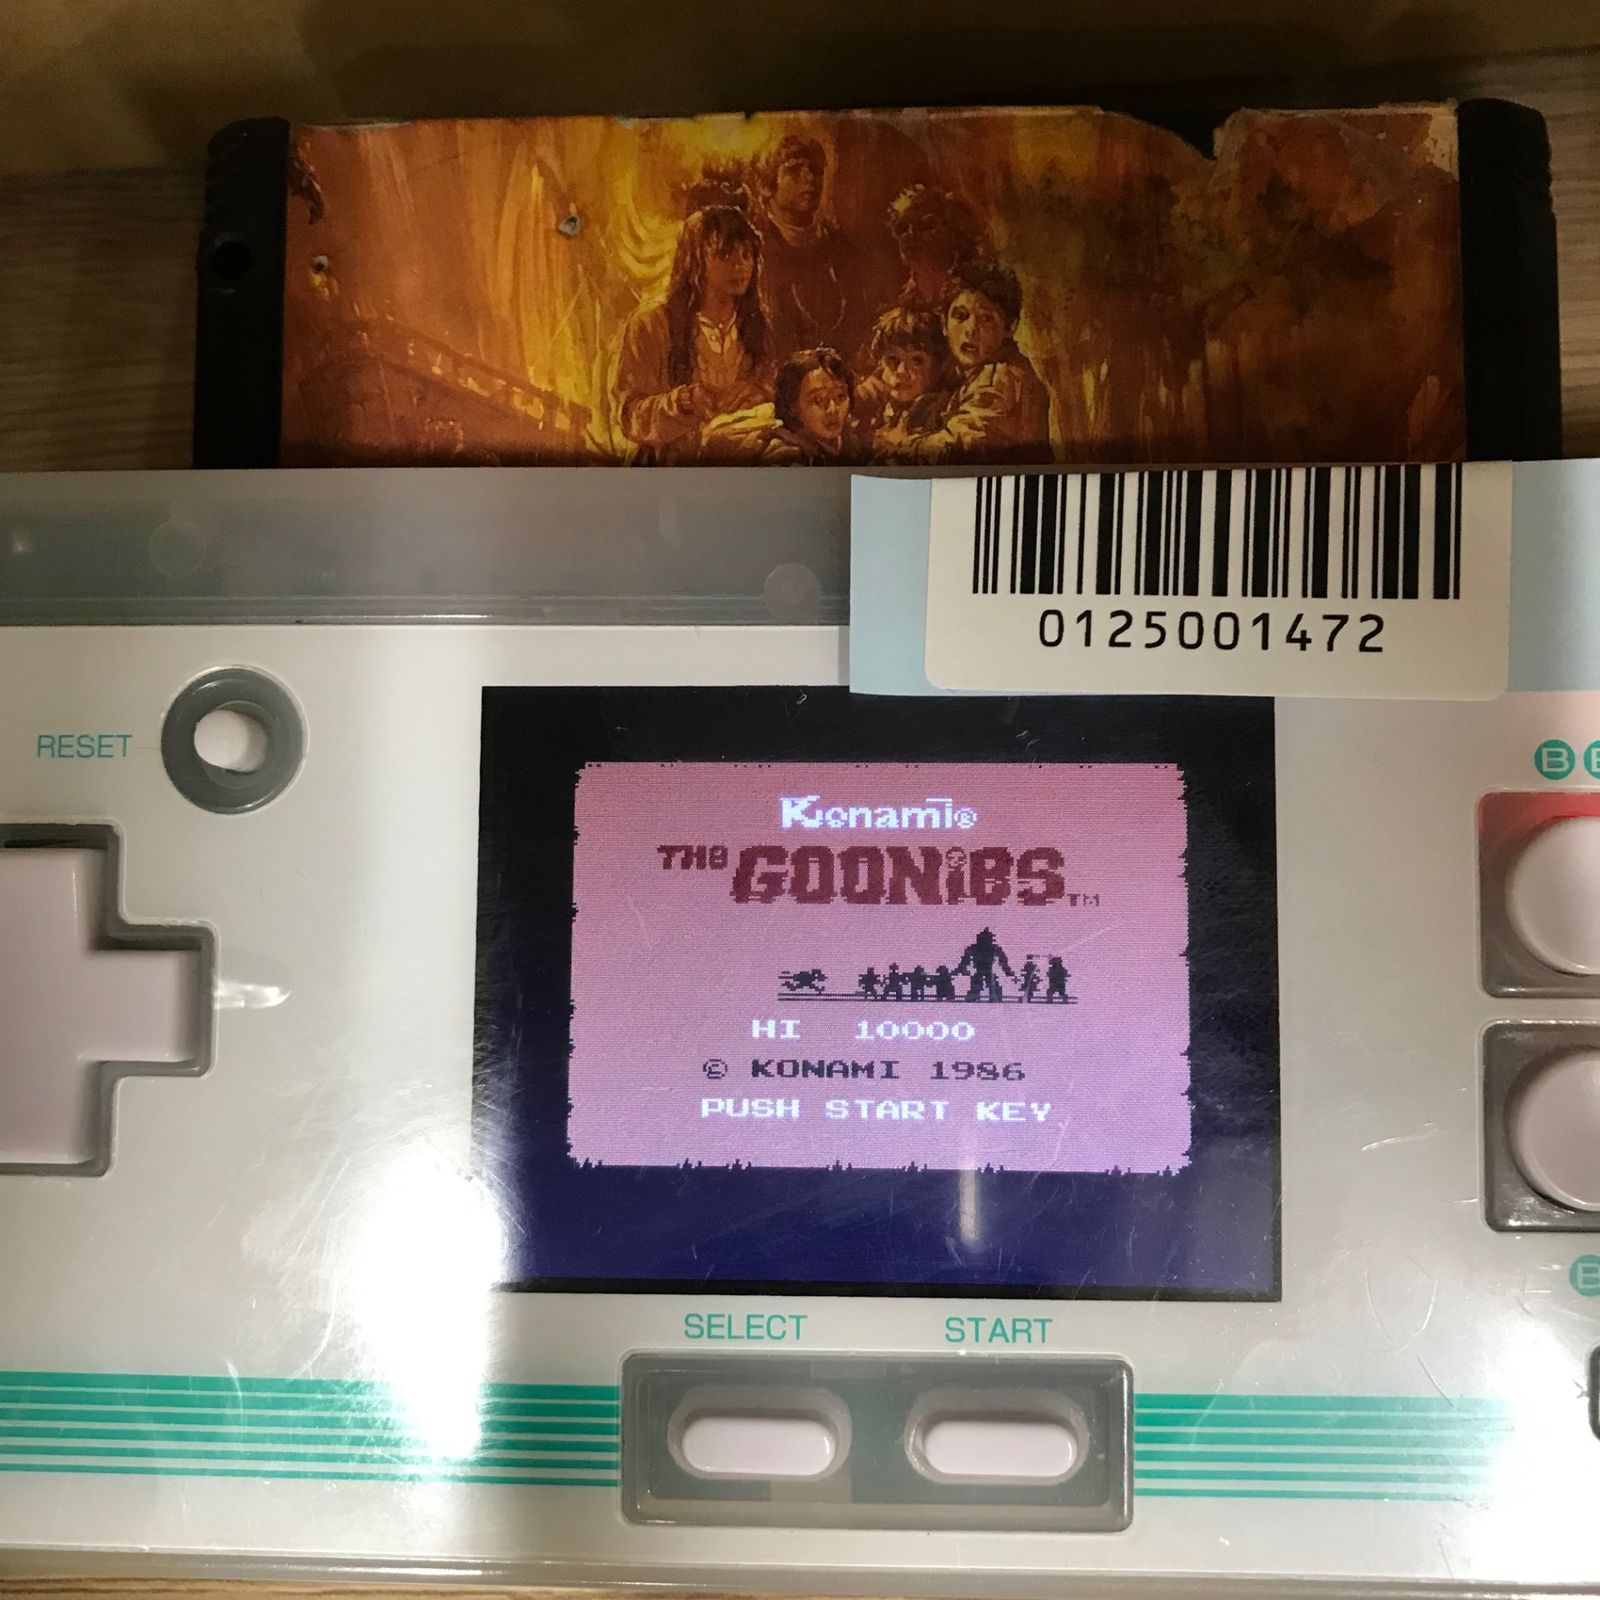 0125001472
RESET
B
Konami®
THE GOONIES™
HI 10000
© KONAMI 1986
PUSH START KEY
B
SELECT START